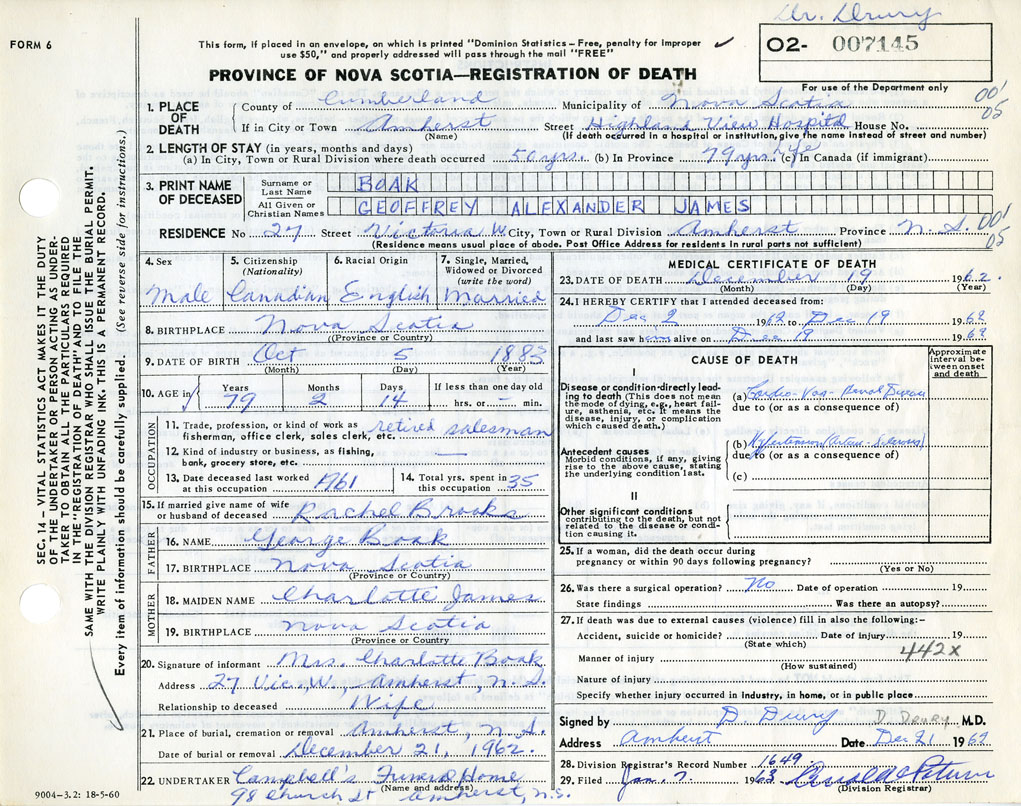 Dr. Drury
FORM 6
This form, if placed in an envelope, on which is printed "Dominion Statistics – Free, penalty for improper
use $50," and properly addressed will pass through the mail "FREE"
O2- 007145
For use of the Department only
PROVINCE OF NOVA SCOTIA—REGISTRATION OF DEATH
001
05
1. PLACE OF DEATH
County of Cumberland Municipality of Nova Scotia
If in City or Town Amherst Street Highland View Hospital House No.
(Name) (If death occurred in a hospital or institution, give the name instead of street and number)
2. LENGTH OF STAY (in years, months and days)
(a) In City, Town or Rural Division where death occurred 50 yrs. (b) In Province 79 yrs. Life (c) In Canada (if immigrant)
3. PRINT NAME OF DECEASED
Surname or Last Name BOAK
All Given or Christian Names GEOFFREY ALEXANDER JAMES
RESIDENCE No 27 Street Victoria W City, Town or Rural Division Amherst Province N.S.
001
05
(Residence means usual place of abode. Post Office Address for residents in rural parts not sufficient)
4. Sex
Male
5. Citizenship
(Nationality)
Canadian
6. Racial Origin
English
7. Single, Married,
Widowed or Divorced
(write the word)
Married
8. BIRTHPLACE Nova Scotia
(Province or Country)
9. DATE OF BIRTH Oct 5 1883
(Month) (Day) (Year)
10. AGE in
Years Months Days If less than one day old
79 2 14 hrs. or – min.
OCCUPATION
11. Trade, profession, or kind of work as retired salesman
fisherman, office clerk, sales clerk, etc.
12. Kind of industry or business, as fishing, —
bank, grocery store, etc.
13. Date deceased last worked
at this occupation 1961
14. Total yrs. spent in
this occupation 35
15. If married give name of wife
or husband of deceased Rachel Brooks
FATHER
16. NAME George Boak
17. BIRTHPLACE Nova Scotia
(Province or Country)
MOTHER
18. MAIDEN NAME Charlotte James
19. BIRTHPLACE Nova Scotia
(Province or Country)
20. Signature of informant Mrs. Charlotte Boak
Address 27 Vic. W., Amherst, N.S.
Relationship to deceased Wife
21. Place of burial, cremation or removal Amherst, N.S.
Date of burial or removal December 21, 1962.
22. UNDERTAKER Campbell's Funeral Home
(Name and address)
98 Church St Amherst, N.S.
MEDICAL CERTIFICATE OF DEATH
23. DATE OF DEATH December 19 1962
(Month) (Day) (Year)
24. I HEREBY CERTIFY that I attended deceased from:
Dec 2 1962 to Dec 19 1962
and last saw him alive on Dec 19 1962
CAUSE OF DEATH
Approximate interval between onset and death
I
Disease or condition directly leading to death (This does not mean the mode of dying, e.g., heart failure, asthenia, etc. It means the disease, injury, or complication which caused death.)
(a) Cardio-Vas-Renal Disease
due to (or as a consequence of)
Antecedent causes
Morbid conditions, if any, giving rise to the above cause, stating the underlying condition last.
(b) Hypertension
due to (or as a consequence of)
(c)
II
Other significant conditions
contributing to the death, but not related to the disease or condition causing it.
25. If a woman, did the death occur during
pregnancy or within 90 days following pregnancy?
(Yes or No)
26. Was there a surgical operation? No Date of operation 19
State findings Was there an autopsy?
27. If death was due to external causes (violence) fill in also the following:–
Accident, suicide or homicide? Date of injury 19
(State which)
442X
Manner of injury
(How sustained)
Nature of injury
Specify whether injury occurred in industry, in home, or in public place
Signed by D. Drury D. DRURY M.D.
Address Amherst Date Dec 21 1962
28. Division Registrar's Record Number 1649
29. Filed Jan. 7 1963
(Division Registrar)
SEC. 14 – VITAL STATISTICS ACT MAKES IT THE DUTY
OF THE UNDERTAKER OR PERSON ACTING AS UNDER-
TAKER TO OBTAIN ALL THE PARTICULARS REQUIRED
IN THE "REGISTRATION OF DEATH" AND TO FILE THE
SAME WITH THE DIVISION REGISTRAR WHO SHALL ISSUE THE BURIAL PERMIT.
WRITE PLAINLY WITH UNFADING INK. THIS IS A PERMANENT RECORD.
Every item of information should be carefully supplied. (See reverse side for instructions.)
9004-3.2: 18-5-60